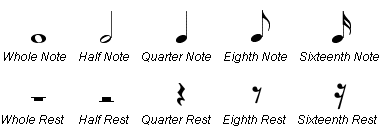 Whole Note Half Note Quarter Note Eighth Note Sixteenth Note
Whole Rest Half Rest Quarter Rest Eighth Rest Sixteenth Rest